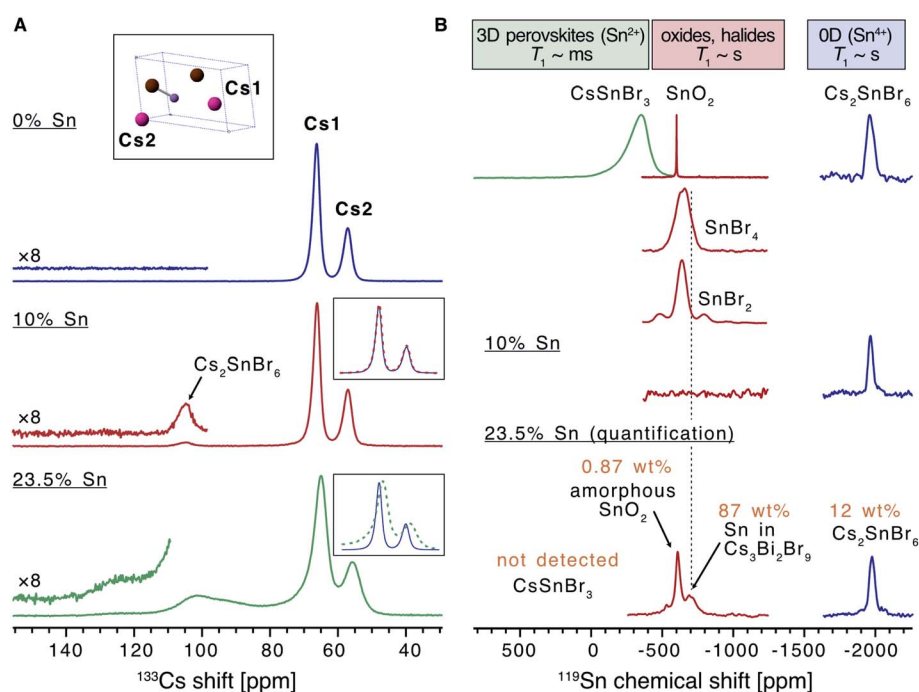 A
Cs1
Cs2
0% Sn
Cs1
Cs2
×8
10% Sn
Cs₂SnBr₆
×8
23.5% Sn
×8
140 120 100 80 60 40
¹³³Cs shift [ppm]
B
3D perovskites (Sn²⁺)
T₁ ~ ms
oxides, halides
T₁ ~ s
0D (Sn⁴⁺)
T₁ ~ s
CsSnBr₃
SnO₂
Cs₂SnBr₆
SnBr₄
SnBr₂
10% Sn
23.5% Sn (quantification)
0.87 wt%
amorphous
SnO₂
87 wt%
Sn in
Cs₃Bi₂Br₉
12 wt%
Cs₂SnBr₆
not detected
CsSnBr₃
500 0 -500 -1000 -1500 -2000
¹¹⁹Sn chemical shift [ppm]